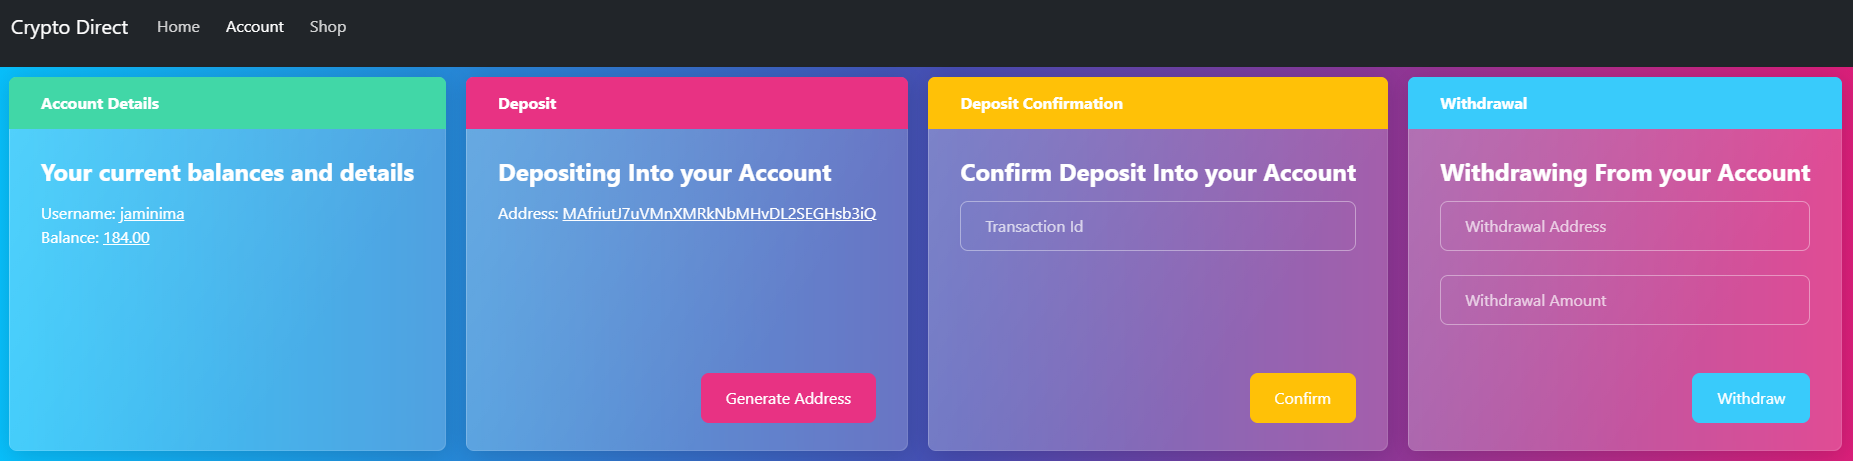 Crypto Direct Home Account Shop
Account Details
Your current balances and details
Username: jaminima
Balance: 184.00
Deposit
Depositing Into your Account
Address: MAfriutJ7uVMnXMRkNbMHvDL2SEGHsb3iQ
Generate Address
Deposit Confirmation
Confirm Deposit Into your Account
Transaction Id
Confirm
Withdrawal
Withdrawing From your Account
Withdrawal Address
Withdrawal Amount
Withdraw